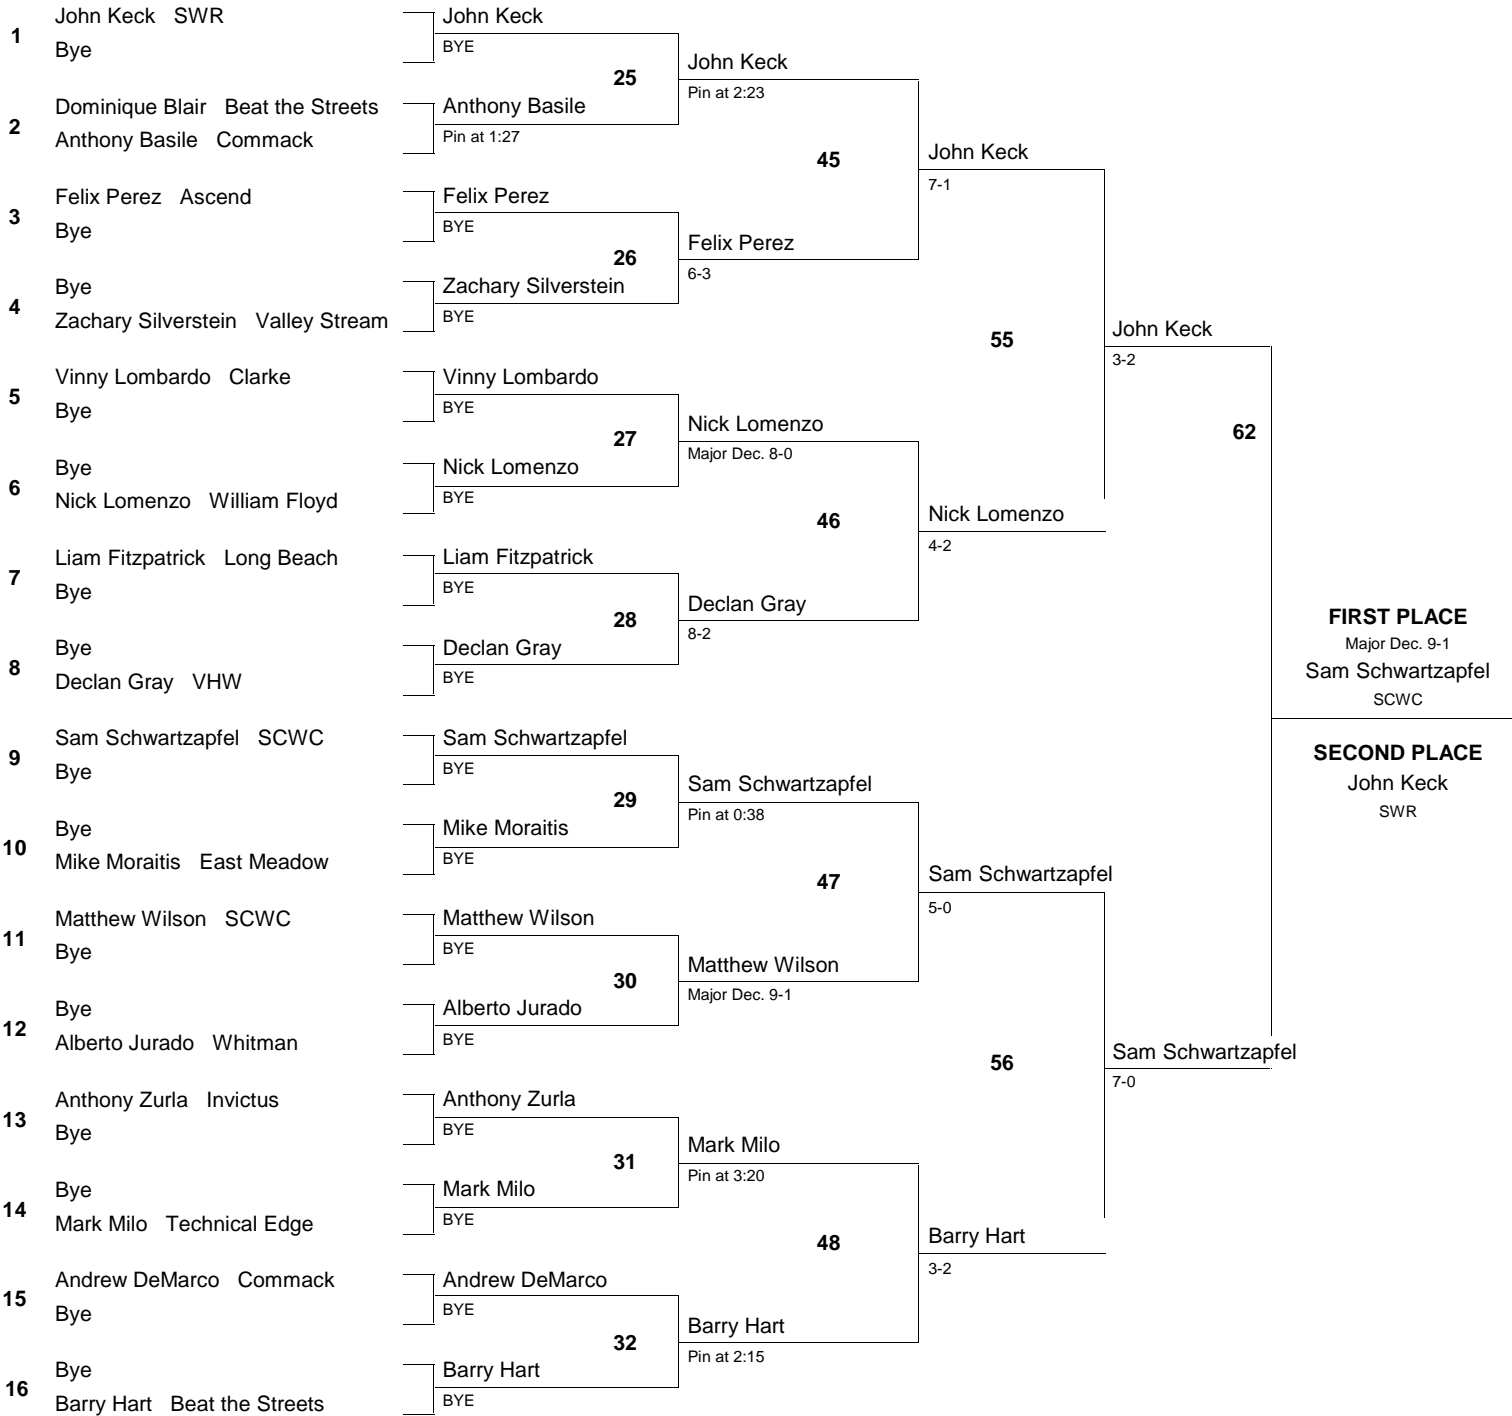 1
John Keck SWR
Bye
2
Dominique Blair Beat the Streets
Anthony Basile Commack
3
Felix Perez Ascend
Bye
4
Bye
Zachary Silverstein Valley Stream
5
Vinny Lombardo Clarke
Bye
6
Bye
Nick Lomenzo William Floyd
7
Liam Fitzpatrick Long Beach
Bye
8
Bye
Declan Gray VHW
9
Sam Schwartzapfel SCWC
Bye
10
Bye
Mike Moraitis East Meadow
11
Matthew Wilson SCWC
Bye
12
Bye
Alberto Jurado Whitman
13
Anthony Zurla Invictus
Bye
14
Bye
Mark Milo Technical Edge
15
Andrew DeMarco Commack
Bye
16
Bye
Barry Hart Beat the Streets
John Keck
BYE
25
Anthony Basile
Pin at 1:27
Felix Perez
BYE
26
Zachary Silverstein
BYE
Vinny Lombardo
BYE
27
Nick Lomenzo
BYE
Liam Fitzpatrick
BYE
28
Declan Gray
BYE
Sam Schwartzapfel
BYE
29
Mike Moraitis
BYE
Matthew Wilson
BYE
30
Alberto Jurado
BYE
Anthony Zurla
BYE
31
Mark Milo
BYE
Andrew DeMarco
BYE
32
Barry Hart
BYE
John Keck
Pin at 2:23
45
Felix Perez
6-3
Nick Lomenzo
Major Dec. 8-0
46
Declan Gray
8-2
Sam Schwartzapfel
Pin at 0:38
47
Matthew Wilson
Major Dec. 9-1
Mark Milo
Pin at 3:20
48
Barry Hart
Pin at 2:15
John Keck
7-1
55
Nick Lomenzo
4-2
Sam Schwartzapfel
5-0
56
Barry Hart
3-2
John Keck
3-2
62
Sam Schwartzapfel
7-0
FIRST PLACE
Major Dec. 9-1
Sam Schwartzapfel
SCWC
SECOND PLACE
John Keck
SWR